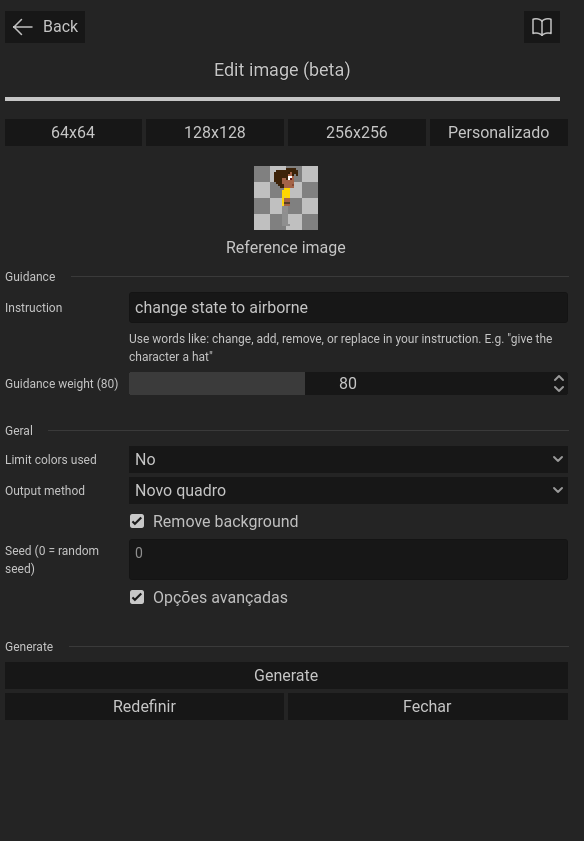 Back
Edit image (beta)
64x64
128x128
256x256
Personalizado
Reference image
Guidance
Instruction
change state to airborne
Use words like: change, add, remove, or replace in your instruction. E.g. "give the
character a hat"
Guidance weight (80)
80
Geral
Limit colors used
No
Output method
Novo quadro
Remove background
Seed (0 = random
seed)
0
Opções avançadas
Generate
Generate
Redefinir
Fechar